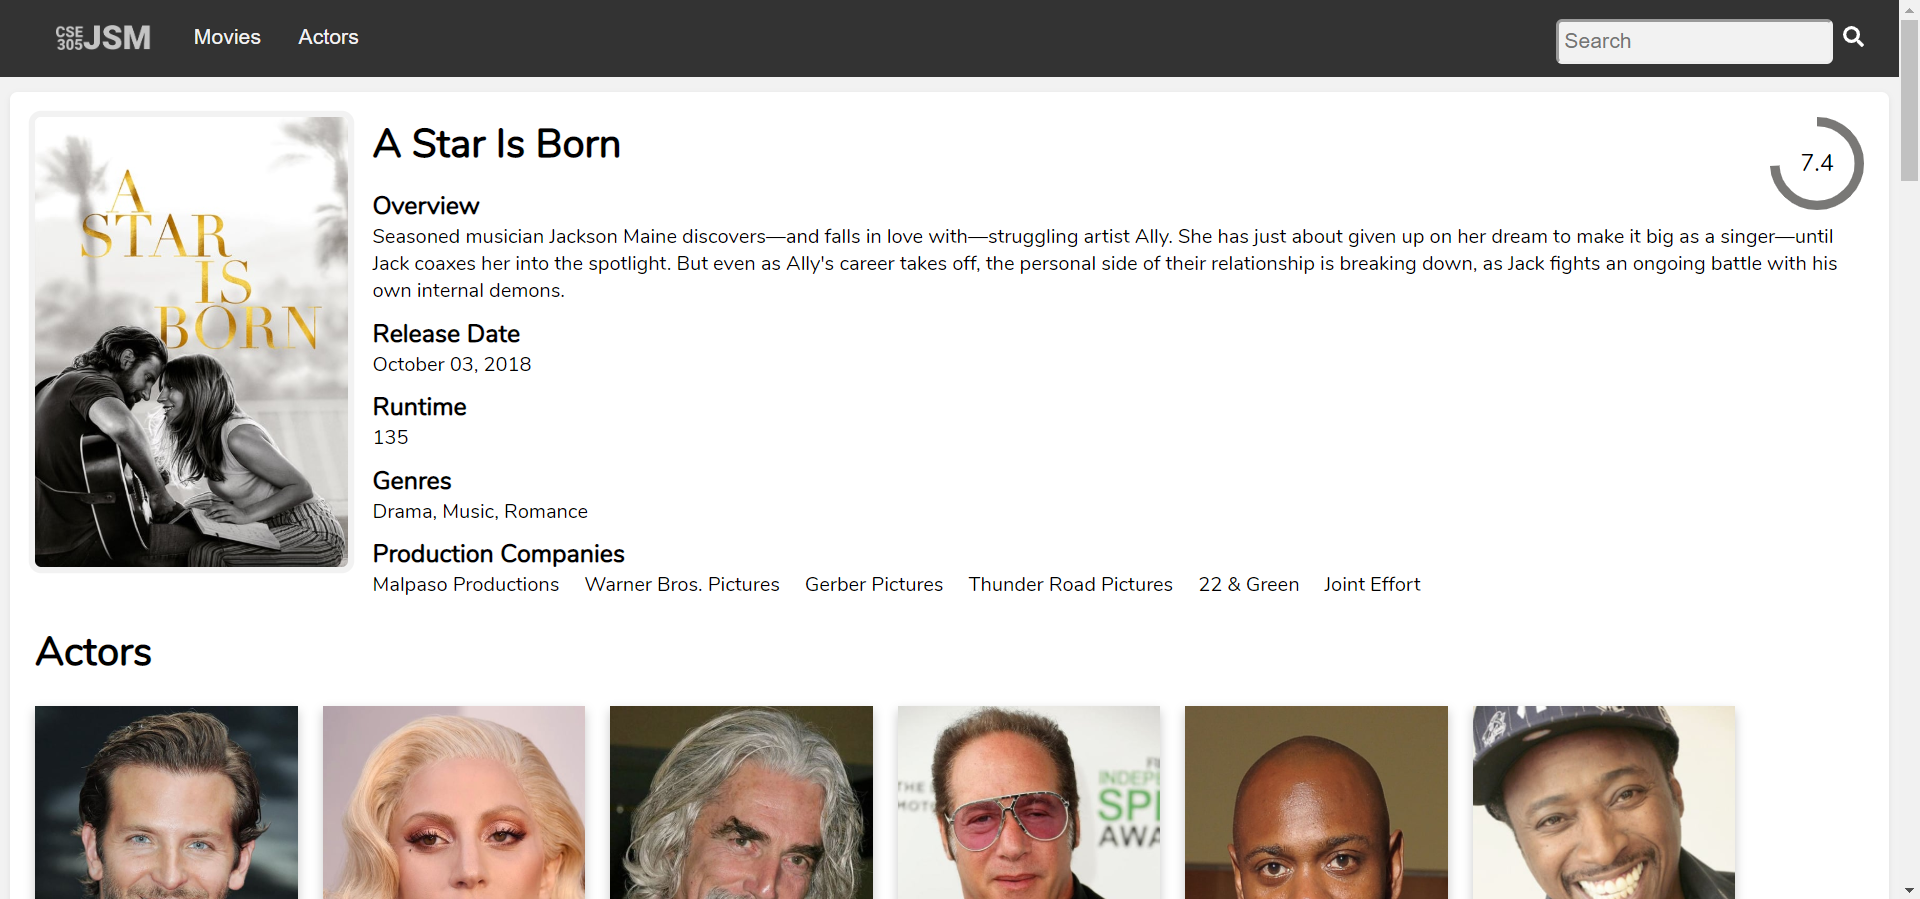 CSE
305 JSM
Movies
Actors
Search
A Star Is Born
7.4
A
STAR
IS
BORN
Overview
Seasoned musician Jackson Maine discovers—and falls in love with—struggling artist Ally. She has just about given up on her dream to make it big as a singer—until
Jack coaxes her into the spotlight. But even as Ally's career takes off, the personal side of their relationship is breaking down, as Jack fights an ongoing battle with his
own internal demons.
Release Date
October 03, 2018
Runtime
135
Genres
Drama, Music, Romance
Production Companies
Malpaso Productions Warner Bros. Pictures Gerber Pictures Thunder Road Pictures 22 & Green Joint Effort
Actors
THE
INDEP
SPI
AWA